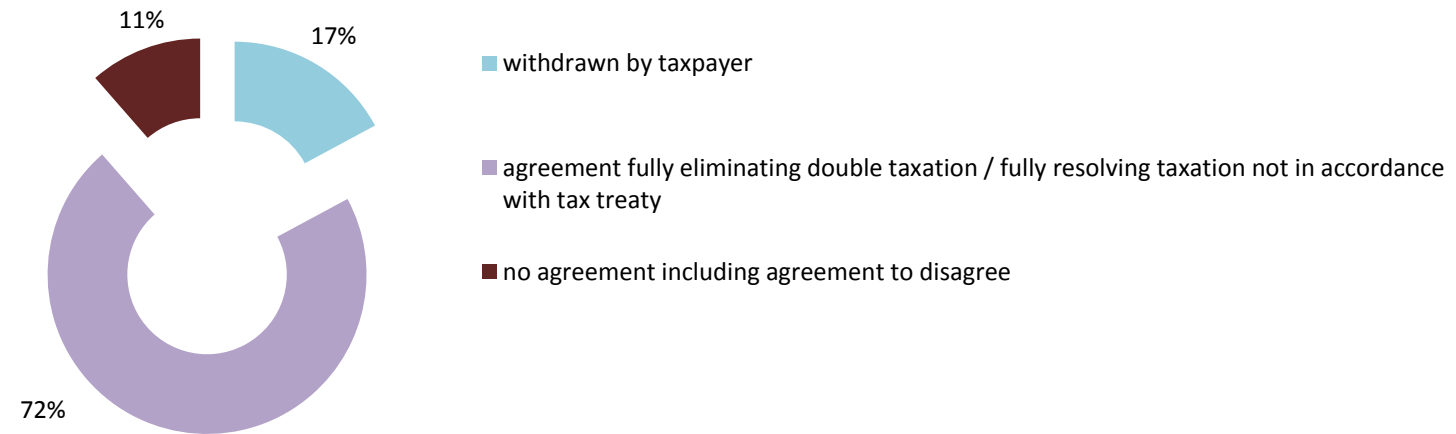 11%
17%
withdrawn by taxpayer
agreement fully eliminating double taxation / fully resolving taxation not in accordance
with tax treaty
no agreement including agreement to disagree
72%